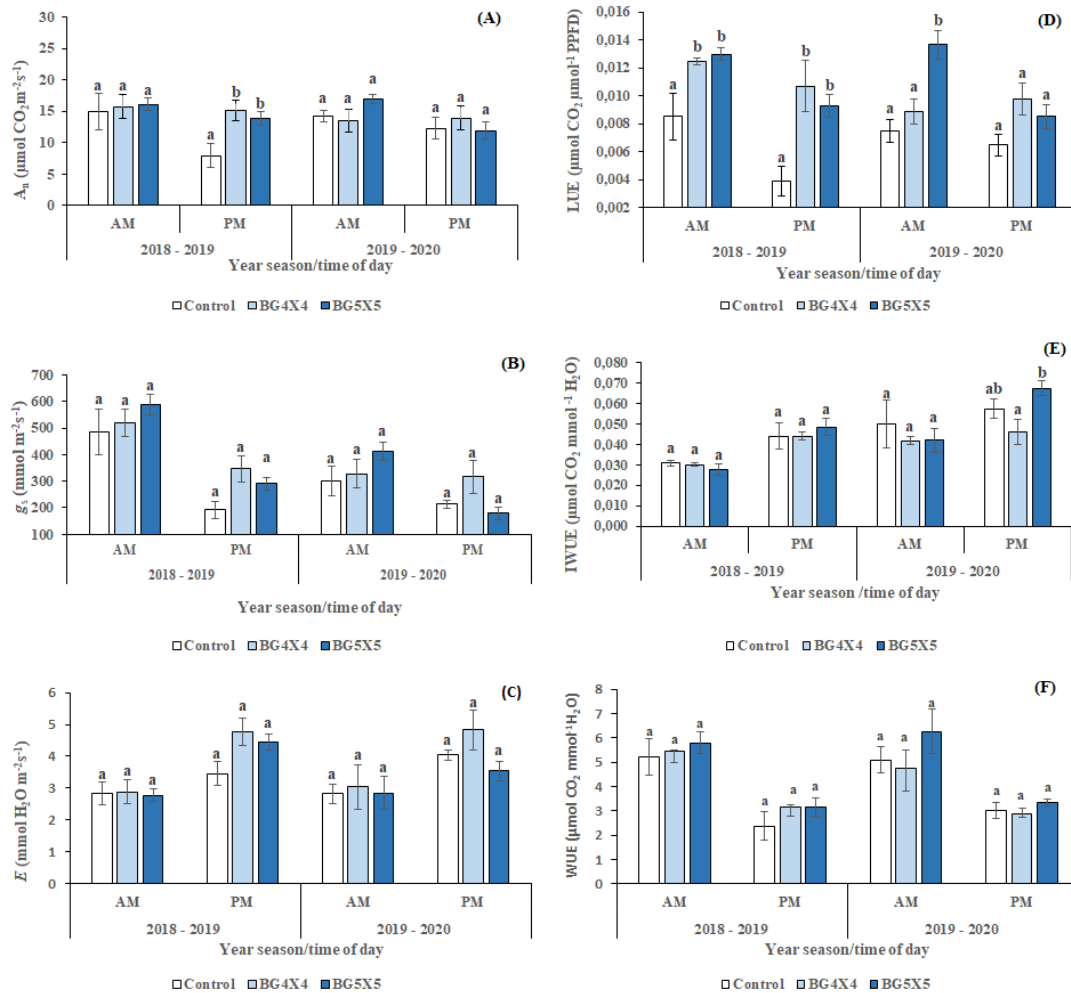 (A)
30
25
20
15
10
5
0
Aₙ (µmol CO₂m⁻²s⁻¹)
a a a
a b b
a a a
a a a
AM PM AM PM
2018 - 2019 2019 - 2020
Year season/time of day
Control BG4X4 BG5X5
(D)
0,016
0,014
0,012
0,010
0,008
0,006
0,004
0,002
LUE (µmol CO₂ µmol⁻¹ PPFD)
a b b
a b b
a a b
a a a
AM PM AM PM
2018 - 2019 2019 - 2020
Year season/time of day
Control BG4X4 BG5X5
(B)
700
600
500
400
300
200
100
gₛ (mmol m⁻²s⁻¹)
a a a
a a a
a a a
a a a
AM PM AM PM
2018 - 2019 2019 - 2020
Year season/time of day
Control BG4X4 BG5X5
(E)
0,080
0,070
0,060
0,050
0,040
0,030
0,020
0,010
0,000
IWUE (µmol CO₂ mmol ⁻¹ H₂O)
a a a
a a a
a a a
ab a b
AM PM AM PM
2018 - 2019 2019 - 2020
Year season /time of day
Control BG4X4 BG5X5
(C)
6
5
4
3
2
1
0
E (mmol H₂O m⁻²s⁻¹)
a a a
a a a
a a a
a a a
AM PM AM PM
2018 - 2019 2019 - 2020
Year season/time of day
Control BG4X4 BG5X5
(F)
8
7
6
5
4
3
2
1
0
WUE (µmol CO₂ mmol⁻¹H₂O)
a a a
a a a
a a a
a a a
AM PM AM PM
2018 - 2019 2019 - 2020
Year season/time of day
Control BG4X4 BG5X5